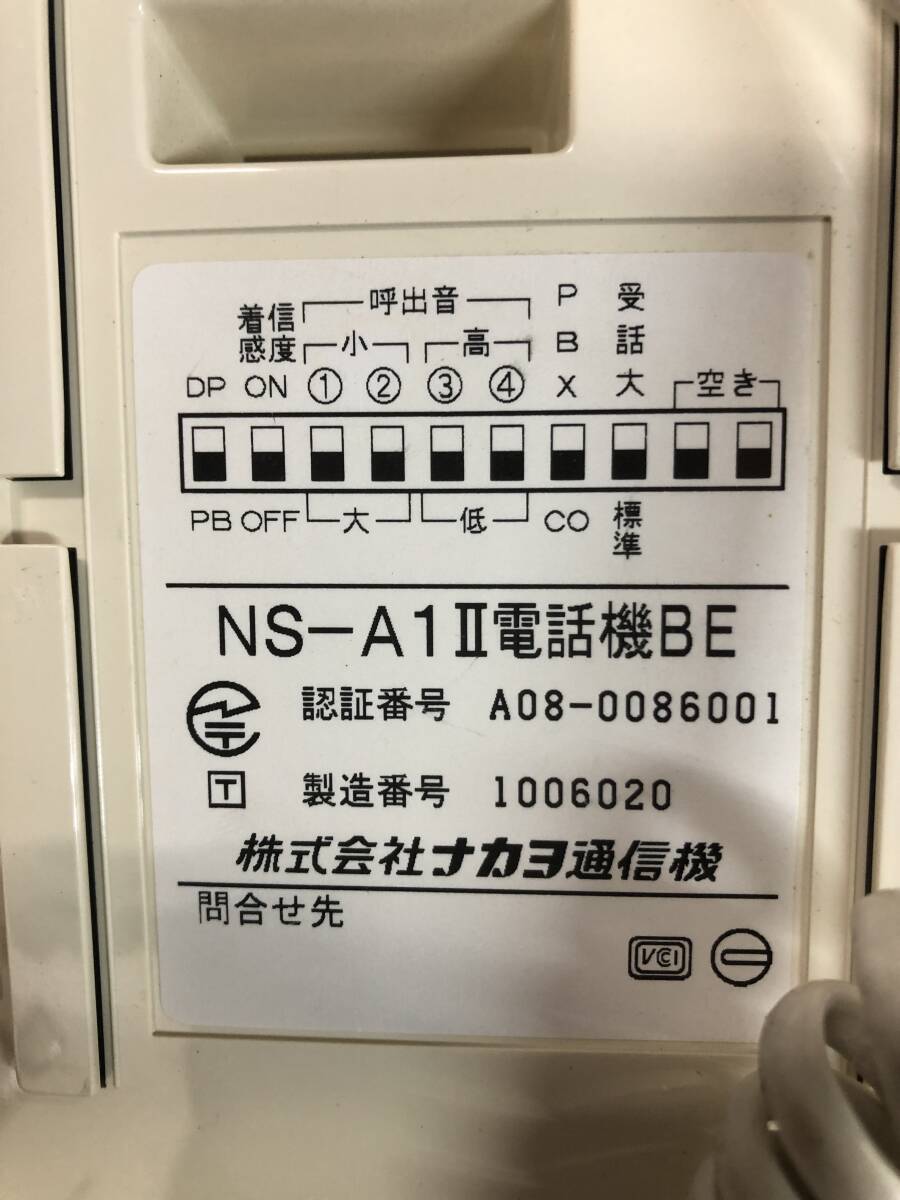 着信感度
呼出音
小
高
DP ON ① ② ③ ④ PBX 受話大 空き
PB OFF 大 低 CO 標準
NS-A1Ⅱ電話機BE
認証番号 A08-0086001
T 製造番号 1006020
株式会社ナカヨ通信機
問合せ先
VCCI